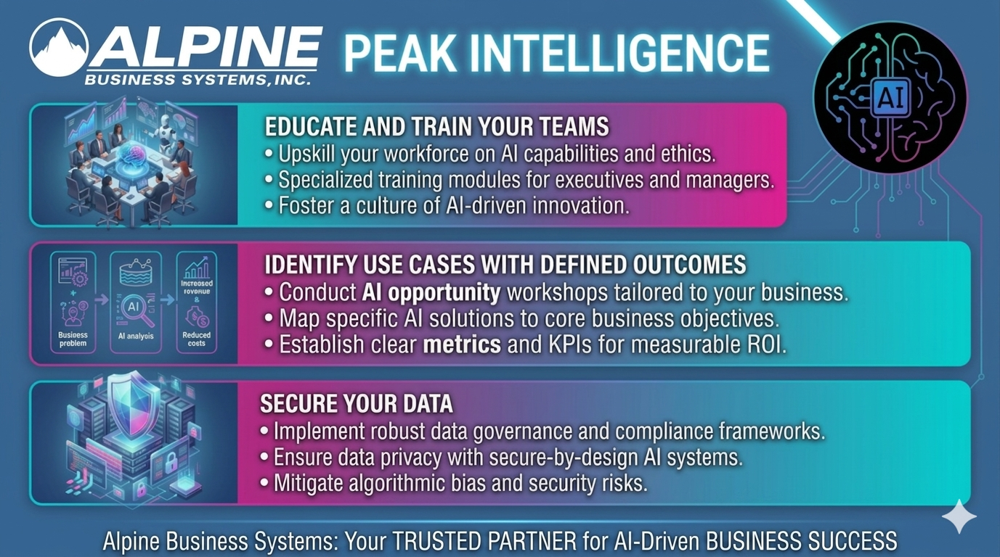 ALPINE
BUSINESS SYSTEMS, INC.
PEAK INTELLIGENCE
AI
EDUCATE AND TRAIN YOUR TEAMS
• Upskill your workforce on AI capabilities and ethics.
• Specialized training modules for executives and managers.
• Foster a culture of AI-driven innovation.
Business
problem
AI
AI analysis
Increased
revenue
&
Reduced
costs
IDENTIFY USE CASES WITH DEFINED OUTCOMES
• Conduct AI opportunity workshops tailored to your business.
• Map specific AI solutions to core business objectives.
• Establish clear metrics and KPIs for measurable ROI.
SECURE YOUR DATA
• Implement robust data governance and compliance frameworks.
• Ensure data privacy with secure-by-design AI systems.
• Mitigate algorithmic bias and security risks.
Alpine Business Systems: Your TRUSTED PARTNER for AI-Driven BUSINESS SUCCESS